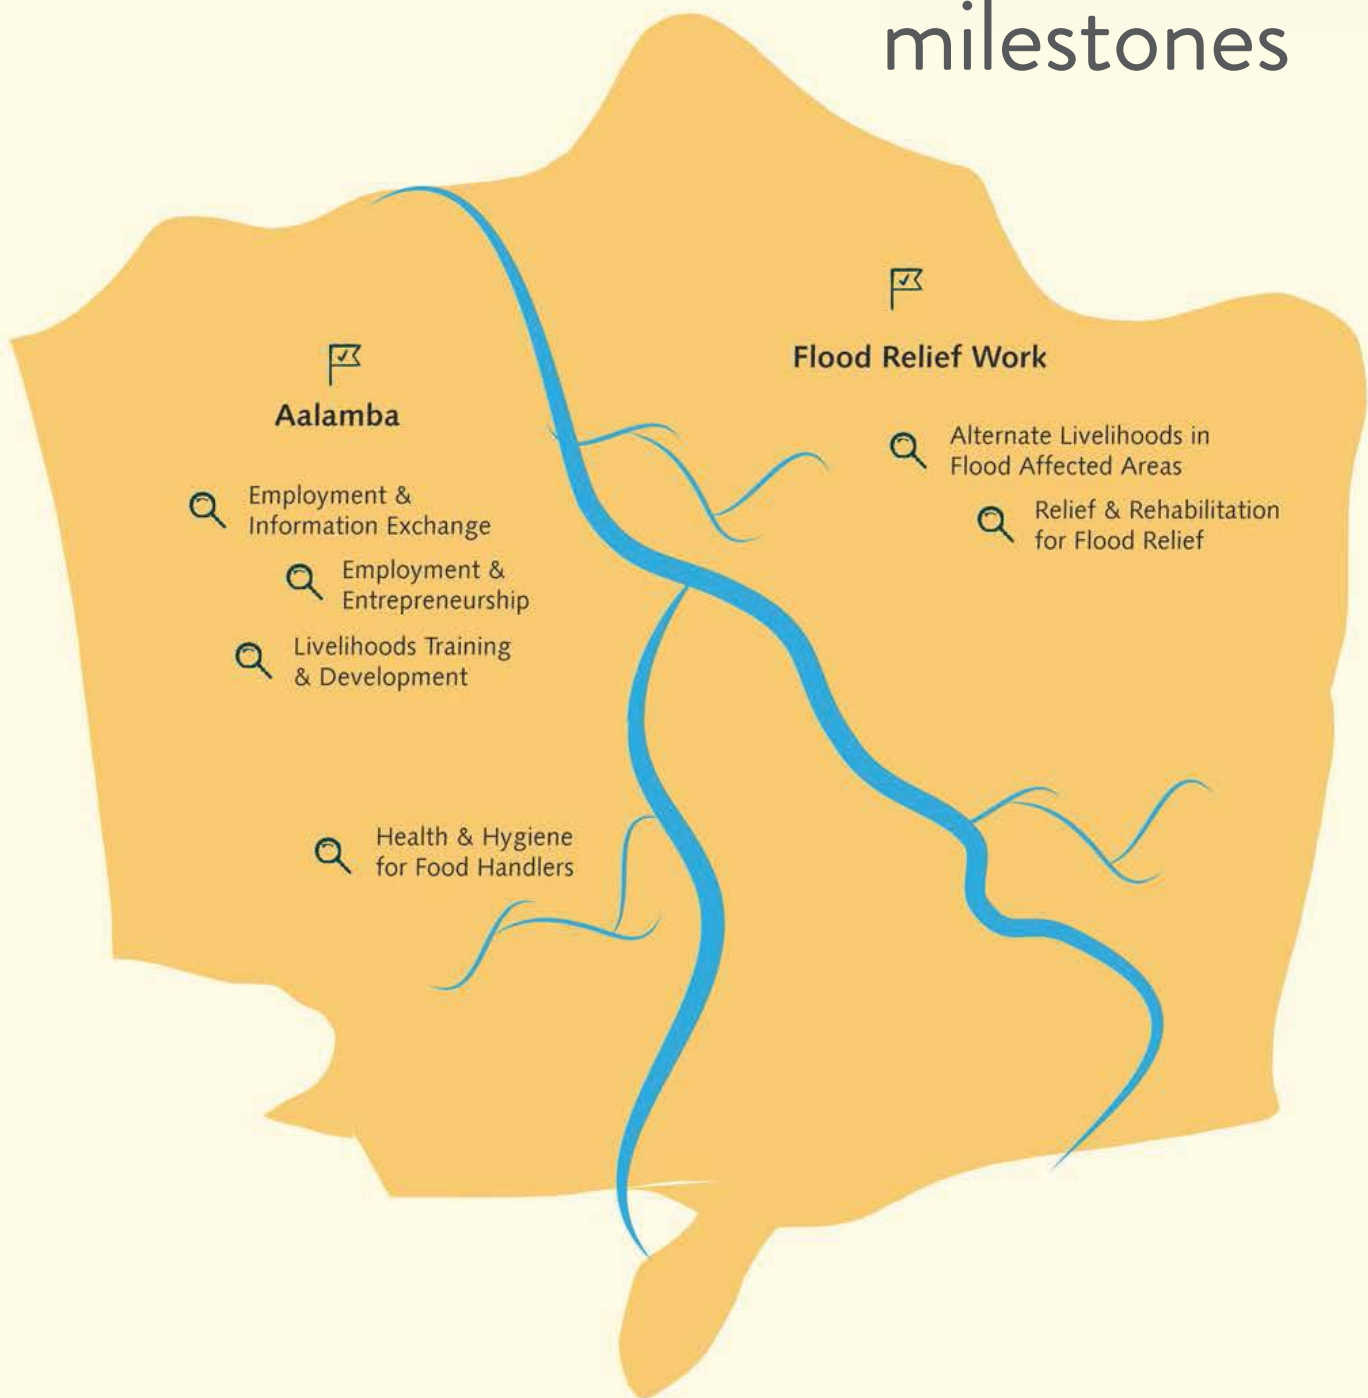 milestones
Aalamba
Employment &
Information Exchange
Employment &
Entrepreneurship
Livelihoods Training
& Development
Health & Hygiene
for Food Handlers
Flood Relief Work
Alternate Livelihoods in
Flood Affected Areas
Relief & Rehabilitation
for Flood Relief